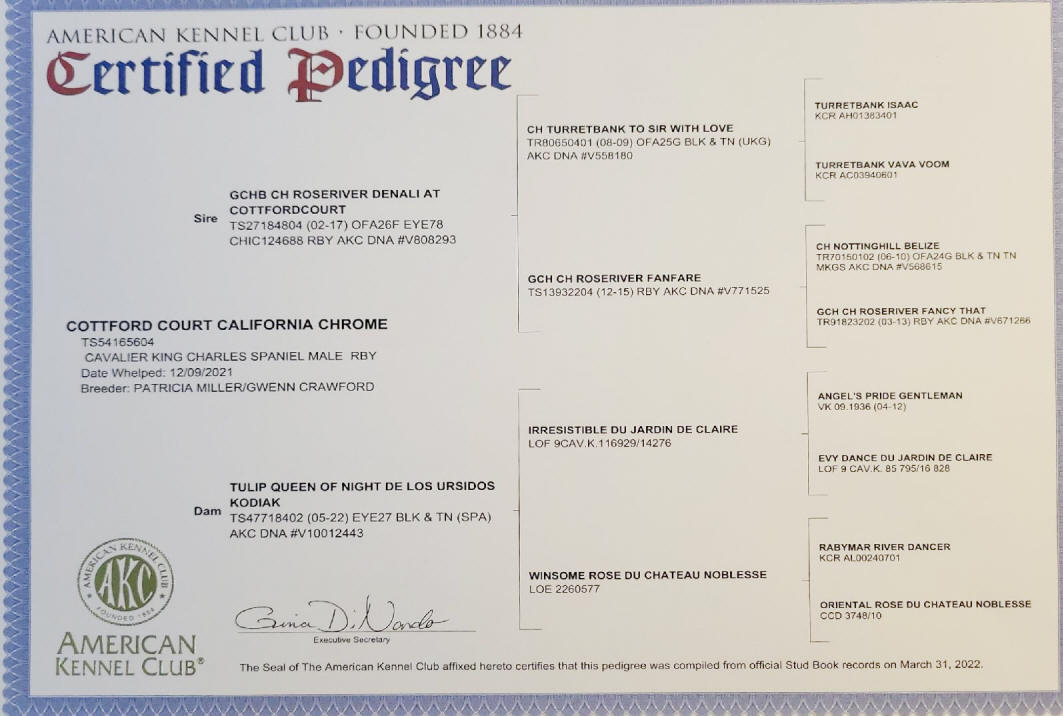 AMERICAN KENNEL CLUB · FOUNDED 1884
Certified Pedigree
GCHB CH ROSERIVER DENALI AT
COTTFORDCOURT
Sire
TS27184804 (02-17) OFA26F EYE78
CHIC124688 RBY AKC DNA #V808293
COTTFORD COURT CALIFORNIA CHROME
TS54165604
CAVALIER KING CHARLES SPANIEL MALE RBY
Date Whelped: 12/09/2021
Breeder: PATRICIA MILLER/GWENN CRAWFORD
TULIP QUEEN OF NIGHT DE LOS URSIDOS
KODIAK
Dam
TS47718402 (05-22) EYE27 BLK & TN (SPA)
AKC DNA #V10012443
CH TURRETBANK TO SIR WITH LOVE
TR80650401 (08-09) OFA25G BLK & TN (UKG)
AKC DNA #V558180
GCH CH ROSERIVER FANFARE
TS13932204 (12-15) RBY AKC DNA #V771525
IRRESISTIBLE DU JARDIN DE CLAIRE
LOF 9CAV.K.116929/14276
WINSOME ROSE DU CHATEAU NOBLESSE
LOE 2260577
TURRETBANK ISAAC
KCR AH01383401
TURRETBANK VAVA VOOM
KCR AC03940601
CH NOTTINGHILL BELIZE
TR70150102 (06-10) OFA24G BLK & TN TN
MKGS AKC DNA #V568615
GCH CH ROSERIVER FANCY THAT
TR91823202 (03-13) RBY AKC DNA #V671266
ANGEL'S PRIDE GENTLEMAN
VK 09.1936 (04-12)
EVY DANCE DU JARDIN DE CLAIRE
LOF 9 CAV.K. 85 795/16 828
RABYMAR RIVER DANCER
KCR AL00240701
ORIENTAL ROSE DU CHATEAU NOBLESSE
CCD 3748/10
AMERICAN KENNEL CLUB
AKC
FOUNDED 1884
AMERICAN
KENNEL CLUB®
Gina DiNardo
Executive Secretary
The Seal of The American Kennel Club affixed hereto certifies that this pedigree was compiled from official Stud Book records on March 31, 2022.